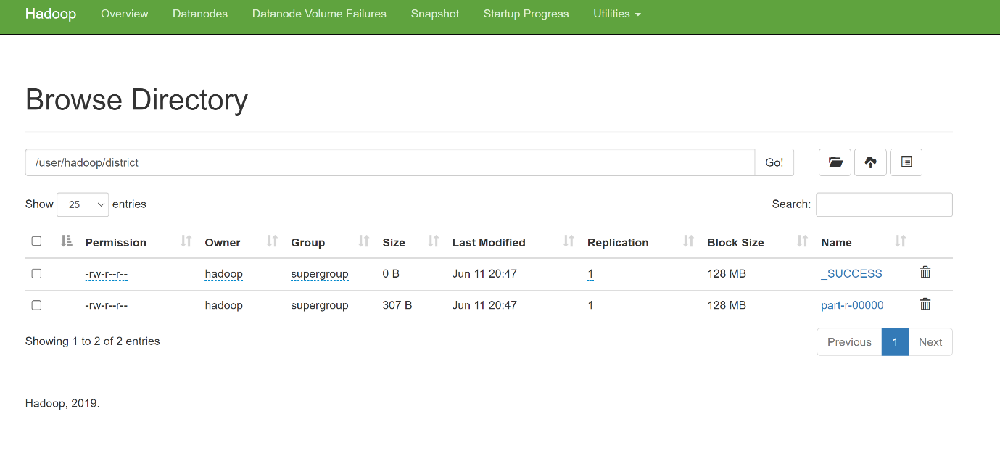 Hadoop Overview Datanodes Datanode Volume Failures Snapshot Startup Progress Utilities
Browse Directory
/user/hadoop/district Go!
Show 25 entries Search:
Permission Owner Group Size Last Modified Replication Block Size Name
-rw-r--r-- hadoop supergroup 0 B Jun 11 20:47 1 128 MB _SUCCESS
-rw-r--r-- hadoop supergroup 307 B Jun 11 20:47 1 128 MB part-r-00000
Showing 1 to 2 of 2 entries Previous 1 Next
Hadoop, 2019.